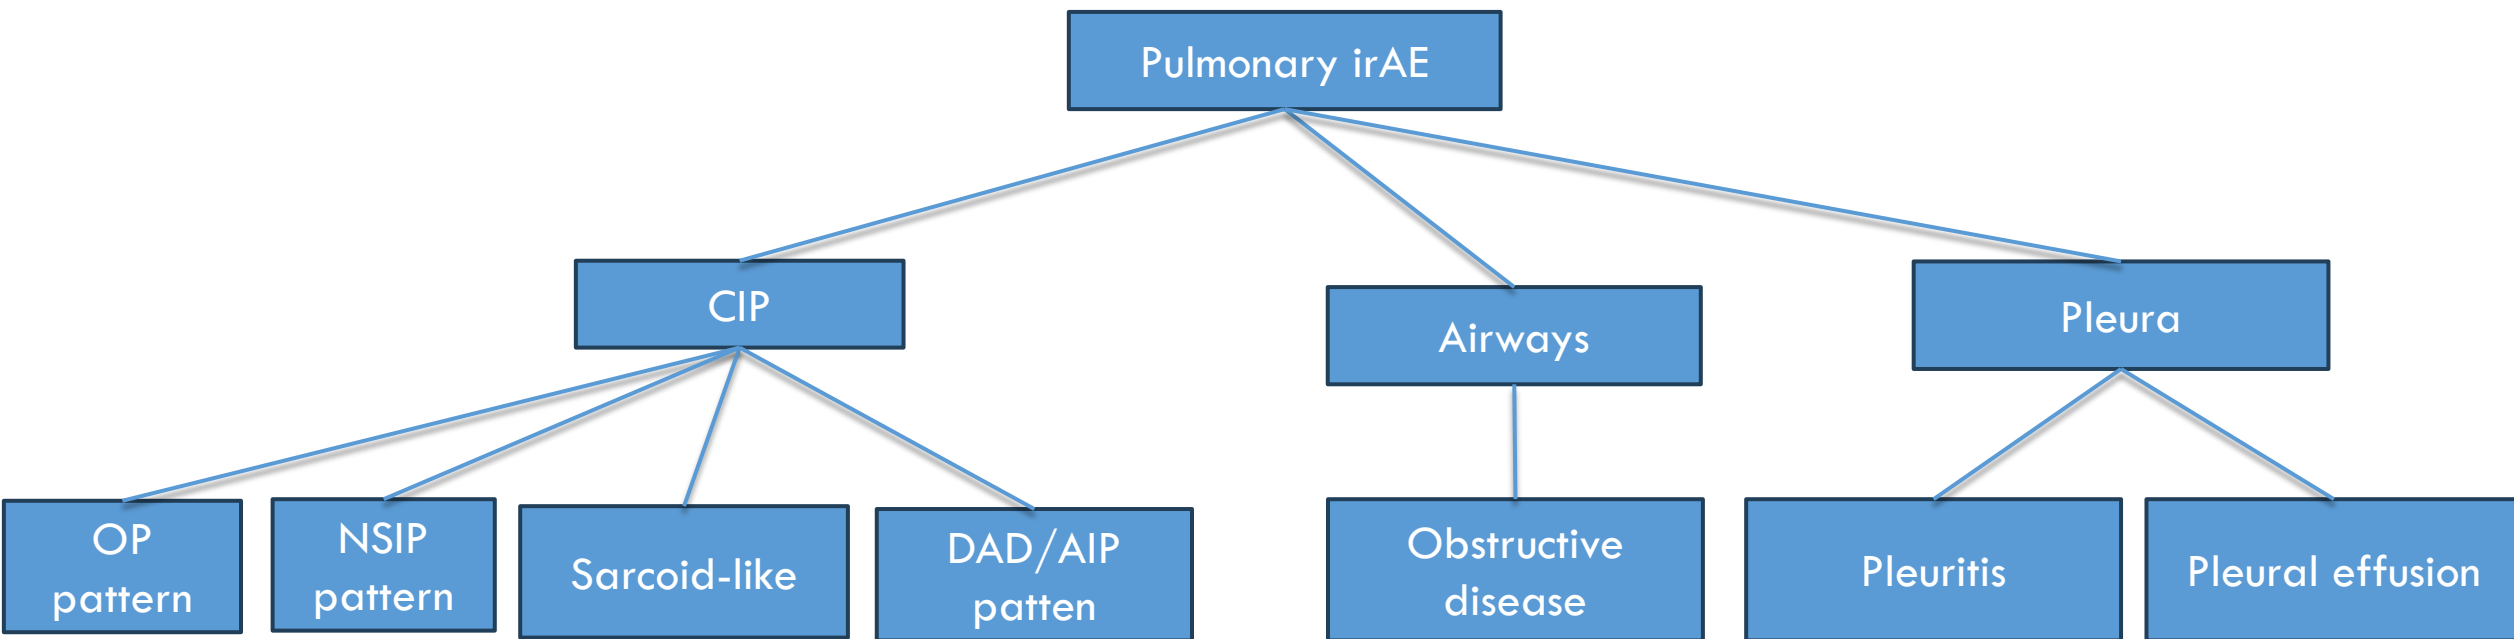 Pulmonary irAE
CIP
Airways
Pleura
OP
pattern
NSIP
pattern
Sarcoid-like
DAD/AIP
patten
Obstructive
disease
Pleuritis
Pleural effusion